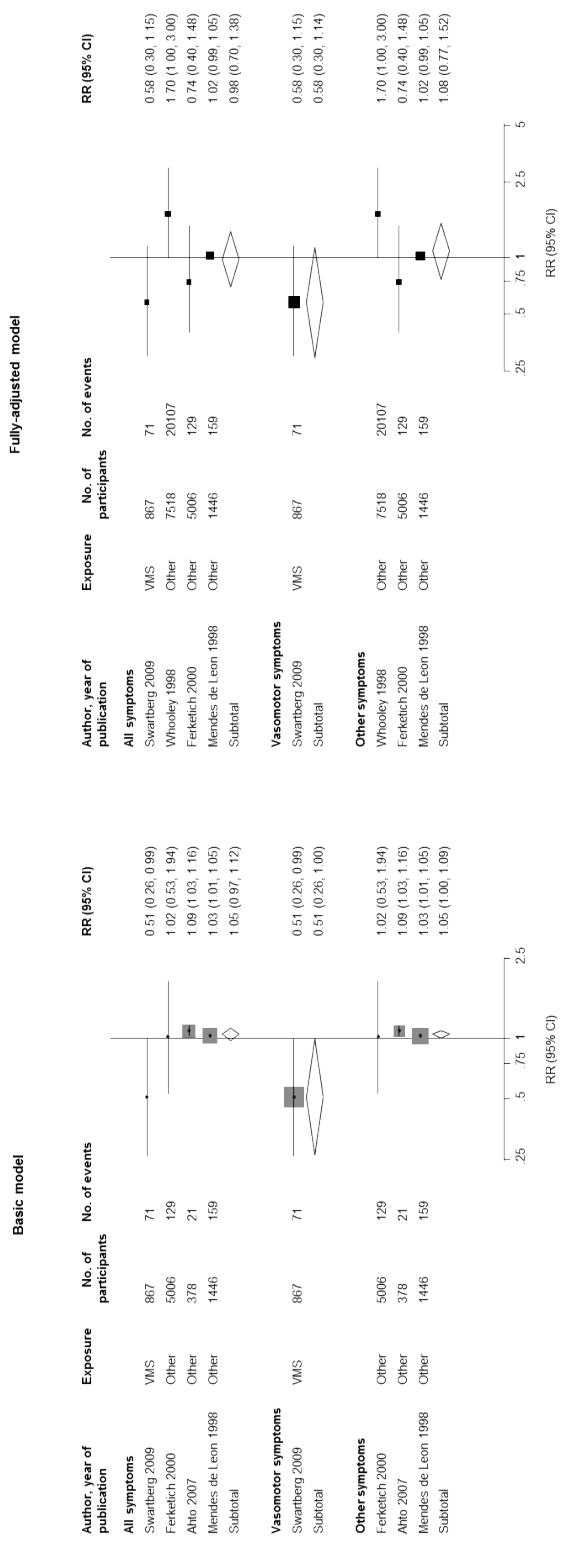 Basic model
Author, year of publication Exposure No. of participants No. of events RR (95% CI)
All symptoms
Swartberg 2009 VMS 867 71 0.51 (0.26, 0.99)
Ferketich 2000 Other 5006 129 1.02 (0.53, 1.94)
Ahto 2007 Other 378 21 1.09 (1.03, 1.16)
Mendes de Leon 1998 Other 1446 159 1.03 (1.01, 1.05)
Subtotal 1.05 (0.97, 1.12)
Vasomotor symptoms
Swartberg 2009 VMS 867 71 0.51 (0.26, 0.99)
Subtotal 0.51 (0.26, 1.00)
Other symptoms
Ferketich 2000 Other 5006 129 1.02 (0.53, 1.94)
Ahto 2007 Other 378 21 1.09 (1.03, 1.16)
Mendes de Leon 1998 Other 1446 159 1.03 (1.01, 1.05)
Subtotal 1.05 (1.00, 1.09)
.25 .5 .75 1 2.5
RR (95% CI)
Fully-adjusted model
Author, year of publication Exposure No. of participants No. of events RR (95% CI)
All symptoms
Swartberg 2009 VMS 867 71 0.58 (0.30, 1.15)
Whooley 1998 Other 7518 20107 1.70 (1.00, 3.00)
Ferketich 2000 Other 5006 129 0.74 (0.40, 1.48)
Mendes de Leon 1998 Other 1446 159 1.02 (0.99, 1.05)
Subtotal 0.98 (0.70, 1.38)
Vasomotor symptoms
Swartberg 2009 VMS 867 71 0.58 (0.30, 1.15)
Subtotal 0.58 (0.30, 1.14)
Other symptoms
Whooley 1998 Other 7518 20107 1.70 (1.00, 3.00)
Ferketich 2000 Other 5006 129 0.74 (0.40, 1.48)
Mendes de Leon 1998 Other 1446 159 1.02 (0.99, 1.05)
Subtotal 1.08 (0.77, 1.52)
.25 .5 .75 1 2.5 5
RR (95% CI)